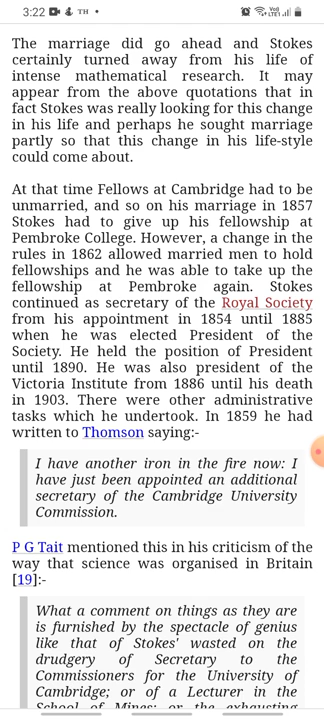 3:22 TH •
Vo))
LTE1
The marriage did go ahead and Stokes
certainly turned away from his life of
intense mathematical research. It may
appear from the above quotations that in
fact Stokes was really looking for this change
in his life and perhaps he sought marriage
partly so that this change in his life-style
could come about.
At that time Fellows at Cambridge had to be
unmarried, and so on his marriage in 1857
Stokes had to give up his fellowship at
Pembroke College. However, a change in the
rules in 1862 allowed married men to hold
fellowships and he was able to take up the
fellowship at Pembroke again. Stokes
continued as secretary of the Royal Society
from his appointment in 1854 until 1885
when he was elected President of the
Society. He held the position of President
until 1890. He was also president of the
Victoria Institute from 1886 until his death
in 1903. There were other administrative
tasks which he undertook. In 1859 he had
written to Thomson saying:-
I have another iron in the fire now: I
have just been appointed an additional
secretary of the Cambridge University
Commission.
P G Tait mentioned this in his criticism of the
way that science was organised in Britain
[19]:-
What a comment on things as they are
is furnished by the spectacle of genius
like that of Stokes' wasted on the
drudgery of Secretary to the
Commissioners for the University of
Cambridge; or of a Lecturer in the
School of Mines; or the exhausting